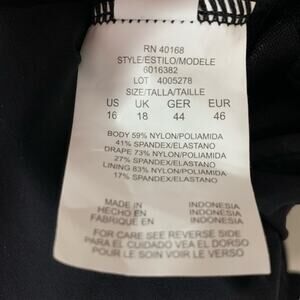 RN 40168
STYLE/ESTILO/MODELE
6016382
LOT 4005278
SIZE/TALLA/TAILLE
US UK GER EUR
16 18 44 46
BODY 59% NYLON/POLIAMIDA
41% SPANDEX/ELASTANO
DRAPE 73% NYLON/POLIAMIDA
27% SPANDEX/ELASTANO
LINING 83% NYLON/POLIAMIDA
17% SPANDEX/ELASTANO
MADE IN INDONESIA
HECHO EN INDONESIA
FABRIQUE EN INDONESIA
FOR CARE SEE REVERSE SIDE
PARA EL CUIDADO VEA EL DORSO
POUR LE SOIN VOIR LE VERSO